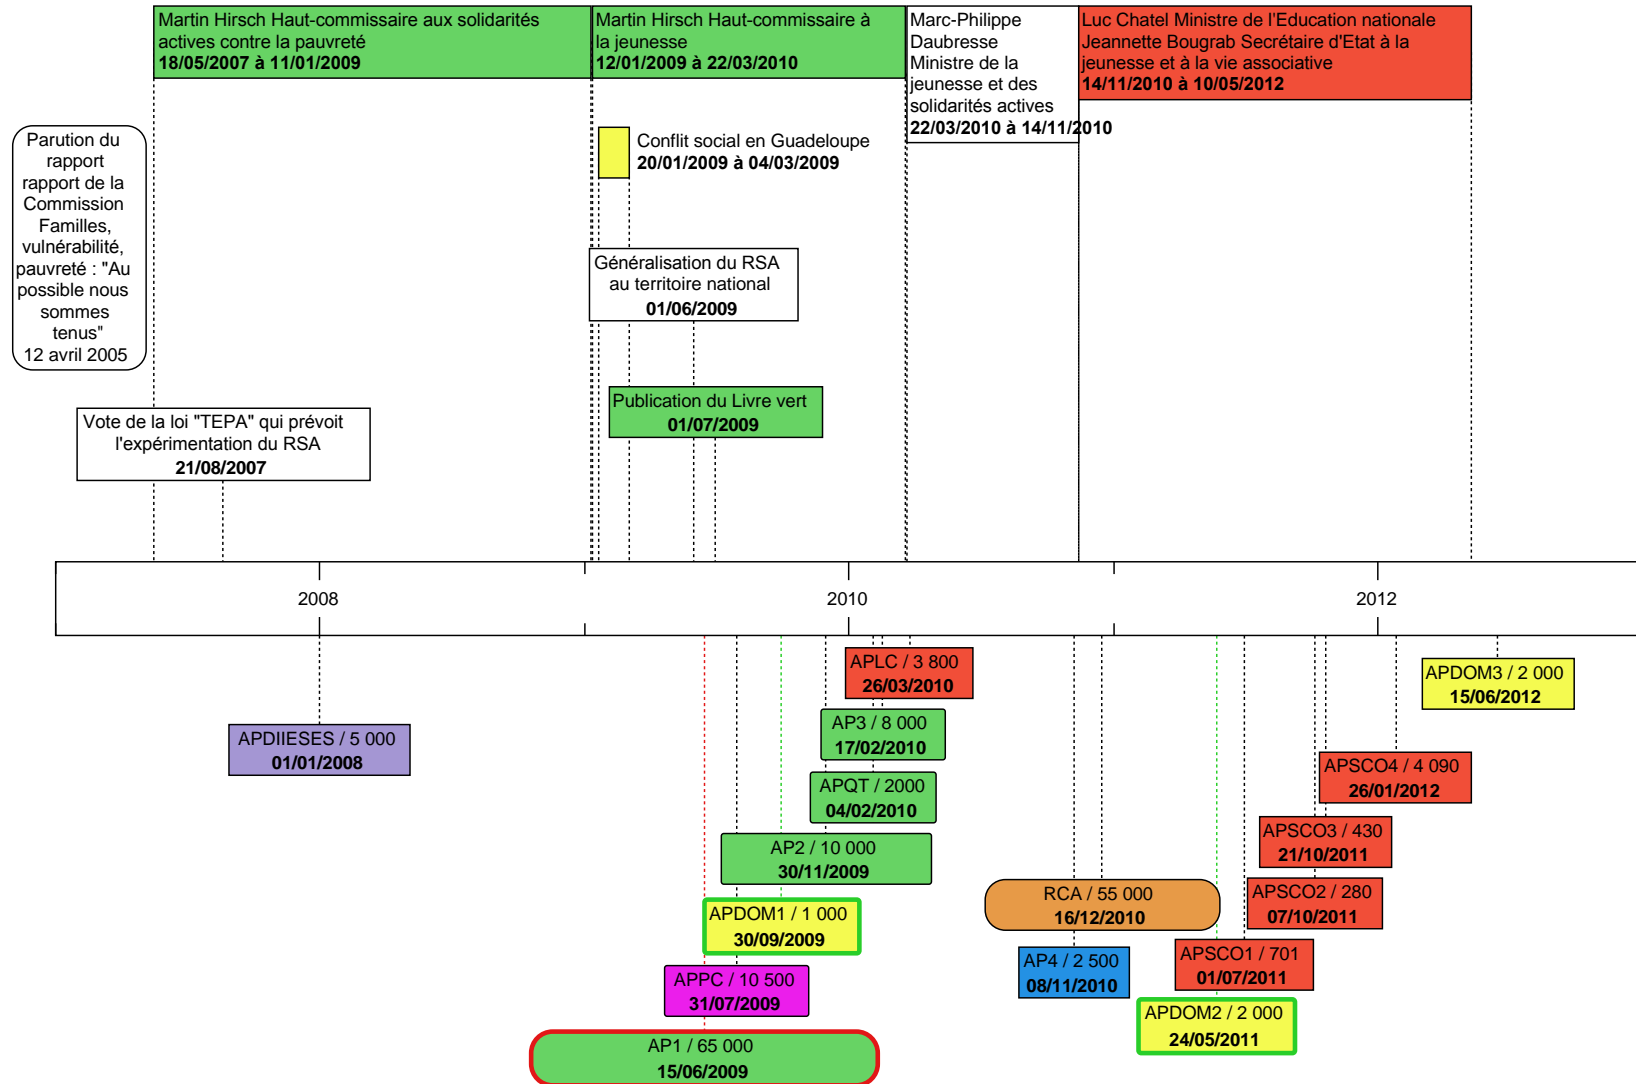 Martin Hirsch Haut-commissaire aux solidarités
actives contre la pauvreté
18/05/2007 à 11/01/2009
Martin Hirsch Haut-commissaire à
la jeunesse
12/01/2009 à 22/03/2010
Marc-Philippe
Daubresse
Ministre de la
jeunesse et des
solidarités actives
22/03/2010 à 14/11/2010
Luc Chatel Ministre de l'Education nationale
Jeannette Bougrab Secrétaire d'Etat à la
jeunesse et à la vie associative
14/11/2010 à 10/05/2012
Parution du
rapport
rapport de la
Commission
Familles,
vulnérabilité,
pauvreté : "Au
possible nous
sommes
tenus"
12 avril 2005
Conflit social en Guadeloupe
20/01/2009 à 04/03/2009
Généralisation du RSA
au territoire national
01/06/2009
Publication du Livre vert
01/07/2009
Vote de la loi "TEPA" qui prévoit
l'expérimentation du RSA
21/08/2007
2008
2010
2012
APLC / 3 800
26/03/2010
APDOM3 / 2 000
15/06/2012
AP3 / 8 000
17/02/2010
APDIIESES / 5 000
01/01/2008
APSCO4 / 4 090
26/01/2012
APQT / 2000
04/02/2010
APSCO3 / 430
21/10/2011
AP2 / 10 000
30/11/2009
RCA / 55 000
16/12/2010
APSCO2 / 280
07/10/2011
APDOM1 / 1 000
30/09/2009
APSCO1 / 701
01/07/2011
AP4 / 2 500
08/11/2010
APPC / 10 500
31/07/2009
APDOM2 / 2 000
24/05/2011
AP1 / 65 000
15/06/2009